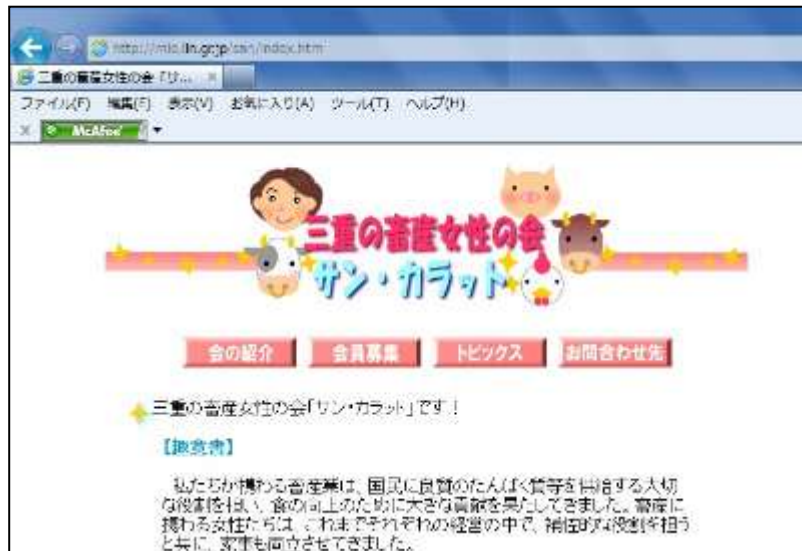 http://mie.lin.gr.jp/san/index.htm
三重の畜産女性の会「サ...
ファイル(F) 編集(E) 表示(V) お気に入り(A) ツール(T) ヘルプ(H)
McAfee
三重の畜産女性の会
サン・カラット
会の紹介 会員募集 トピックス お問合わせ先
三重の畜産女性の会「サン・カラット」です！
【趣意書】
私たちが携わる畜産業は、国民に良質のたんぱく質等を供給する大切
な役割を担い、食の向上のために大きな貢献を果たしてきました。畜産に
携わる女性たちは、これまでそれぞれの経営の中で、補佐的な役割を担う
と共に、家事も両立させてきました。